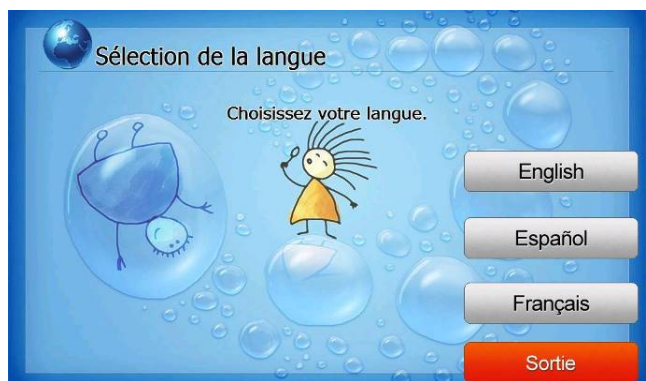 Sélection de la langue
Choisissez votre langue.
English
Español
Français
Sortie